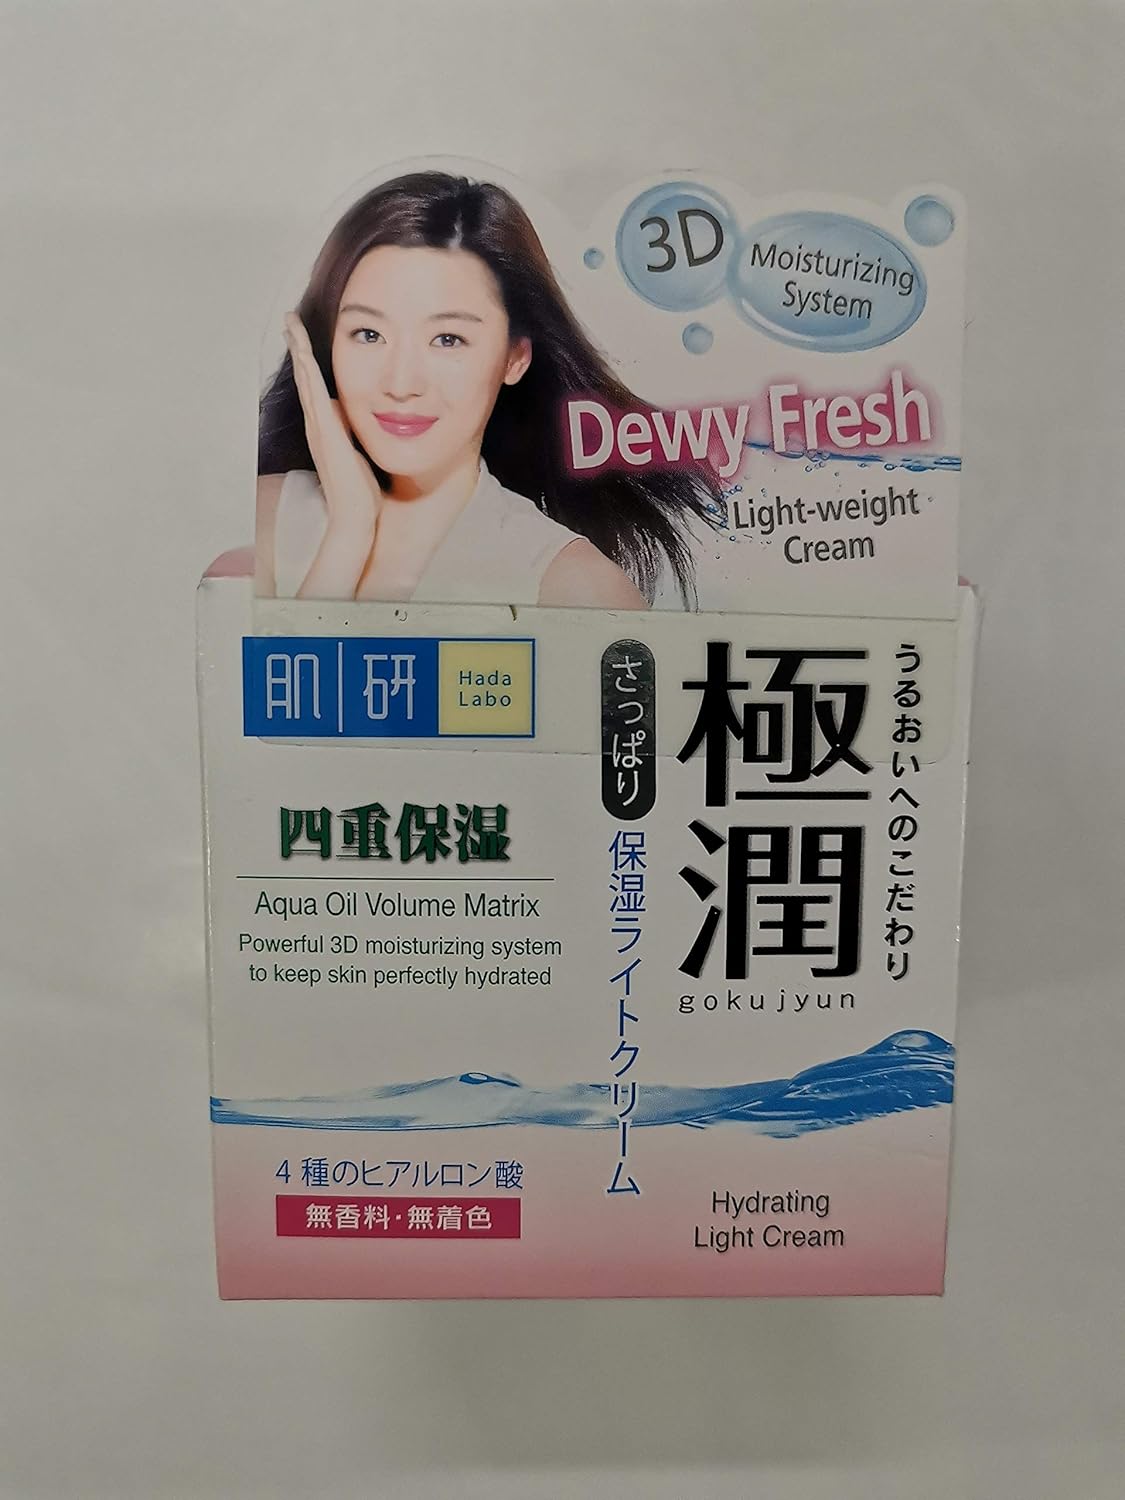 3D
Moisturizing
System
Dewy Fresh
Light-weight
Cream
肌研
Hada
Labo
さっぱり
保湿ライトクリーム
極潤
gokujyun
うるおいへのこだわり
四重保湿
Aqua Oil Volume Matrix
Powerful 3D moisturizing system
to keep skin perfectly hydrated
4種のヒアルロン酸
無香料・無着色
Hydrating
Light Cream